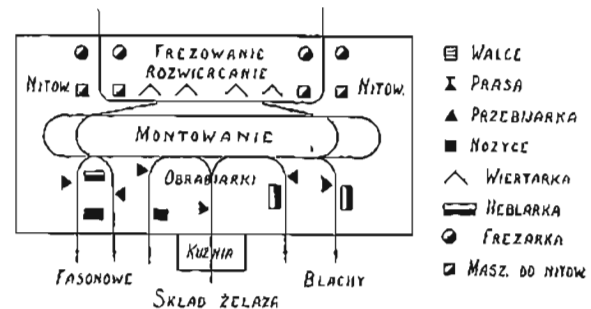 FREZOWANIE
ROZWIERCANIE
NITOW.
NITOW.
MONTOWANIE
OBRABIARKI
KUŹNIA
FASONOWE
BLACHY
SKŁAD ŻELAZA
WALCE
PRASA
PRZEBIJARKA
NOŻYCE
WIERTARKA
HEBLARKA
FREZARKA
MASZ. DO NITOW.